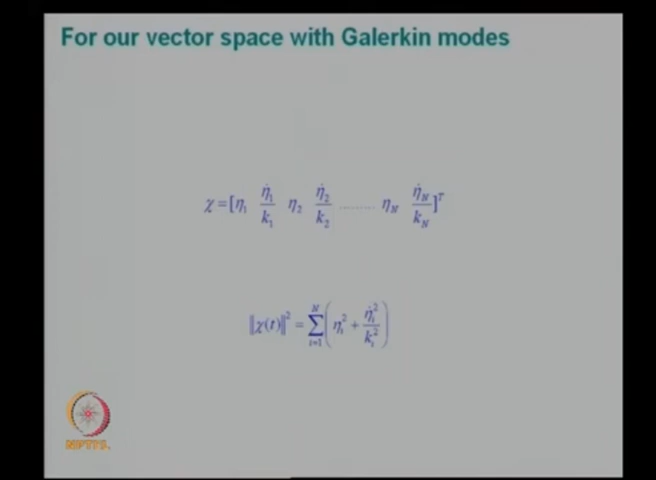 For our vector space with Galerkin modes
χ = [η₁ η̇₁/k₁ η₂ η̇₂/k₂ ........ η_N η̇_N/k_N]ᵀ
‖χ(t)‖² = ∑_{i=1}^{N} (η_i² + η̇_i²/k_i²)
NPTEL